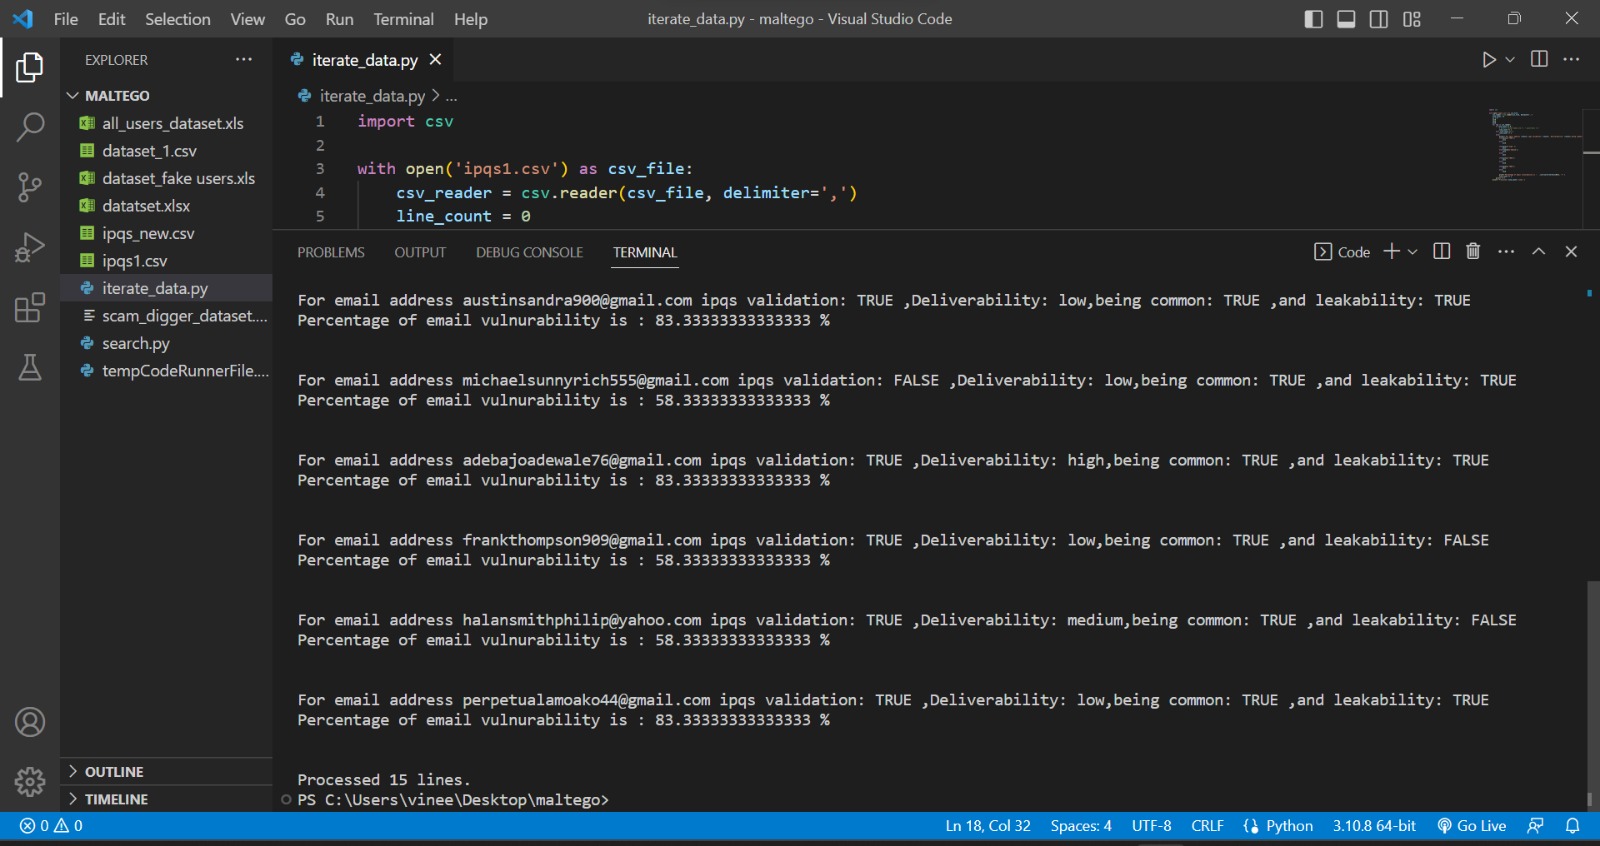 File Edit Selection View Go Run Terminal Help
iterate_data.py - maltego - Visual Studio Code
EXPLORER
MALTEGO
all_users_dataset.xls
dataset_1.csv
dataset_fake users.xls
datatset.xlsx
ipqs_new.csv
ipqs1.csv
iterate_data.py
scam_digger_dataset....
search.py
tempCodeRunnerFile....
OUTLINE
TIMELINE
iterate_data.py
iterate_data.py > ...
1 import csv
2
3 with open('ipqs1.csv') as csv_file:
4 csv_reader = csv.reader(csv_file, delimiter=',')
5 line_count = 0
PROBLEMS OUTPUT DEBUG CONSOLE TERMINAL
Code
For email address austinsandra900@gmail.com ipqs validation: TRUE ,Deliverability: low,being common: TRUE ,and leakability: TRUE
Percentage of email vulnurability is : 83.33333333333333 %
For email address michaelsunnyrich555@gmail.com ipqs validation: FALSE ,Deliverability: low,being common: TRUE ,and leakability: TRUE
Percentage of email vulnurability is : 58.33333333333333 %
For email address adebajoadewale76@gmail.com ipqs validation: TRUE ,Deliverability: high,being common: TRUE ,and leakability: TRUE
Percentage of email vulnurability is : 83.33333333333333 %
For email address frankthompson909@gmail.com ipqs validation: TRUE ,Deliverability: low,being common: TRUE ,and leakability: FALSE
Percentage of email vulnurability is : 58.33333333333333 %
For email address halansmithphilip@yahoo.com ipqs validation: TRUE ,Deliverability: medium,being common: TRUE ,and leakability: FALSE
Percentage of email vulnurability is : 58.33333333333333 %
For email address perpetualamoako44@gmail.com ipqs validation: TRUE ,Deliverability: low,being common: TRUE ,and leakability: TRUE
Percentage of email vulnurability is : 83.33333333333333 %
Processed 15 lines.
PS C:\Users\vinee\Desktop\maltego>
0 0 Ln 18, Col 32 Spaces: 4 UTF-8 CRLF Python 3.10.8 64-bit Go Live